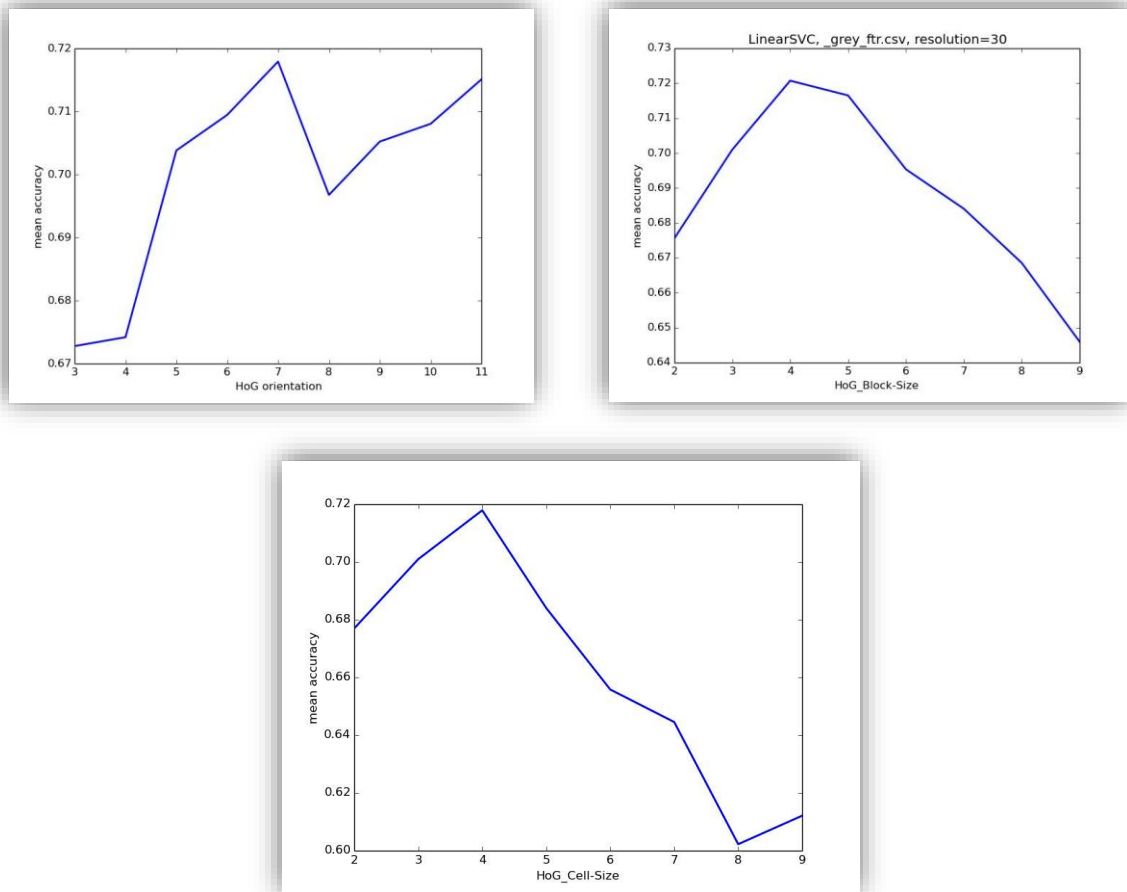 0.72
0.71
0.70
0.69
0.68
0.67
mean accuracy
3 4 5 6 7 8 9 10 11
HoG orientation
LinearSVC, _grey_ftr.csv, resolution=30
0.73
0.72
0.71
0.70
0.69
0.68
0.67
0.66
0.65
0.64
mean accuracy
2 3 4 5 6 7 8 9
HoG_Block-Size
0.72
0.70
0.68
0.66
0.64
0.62
0.60
mean accuracy
2 3 4 5 6 7 8 9
HoG_Cell-Size